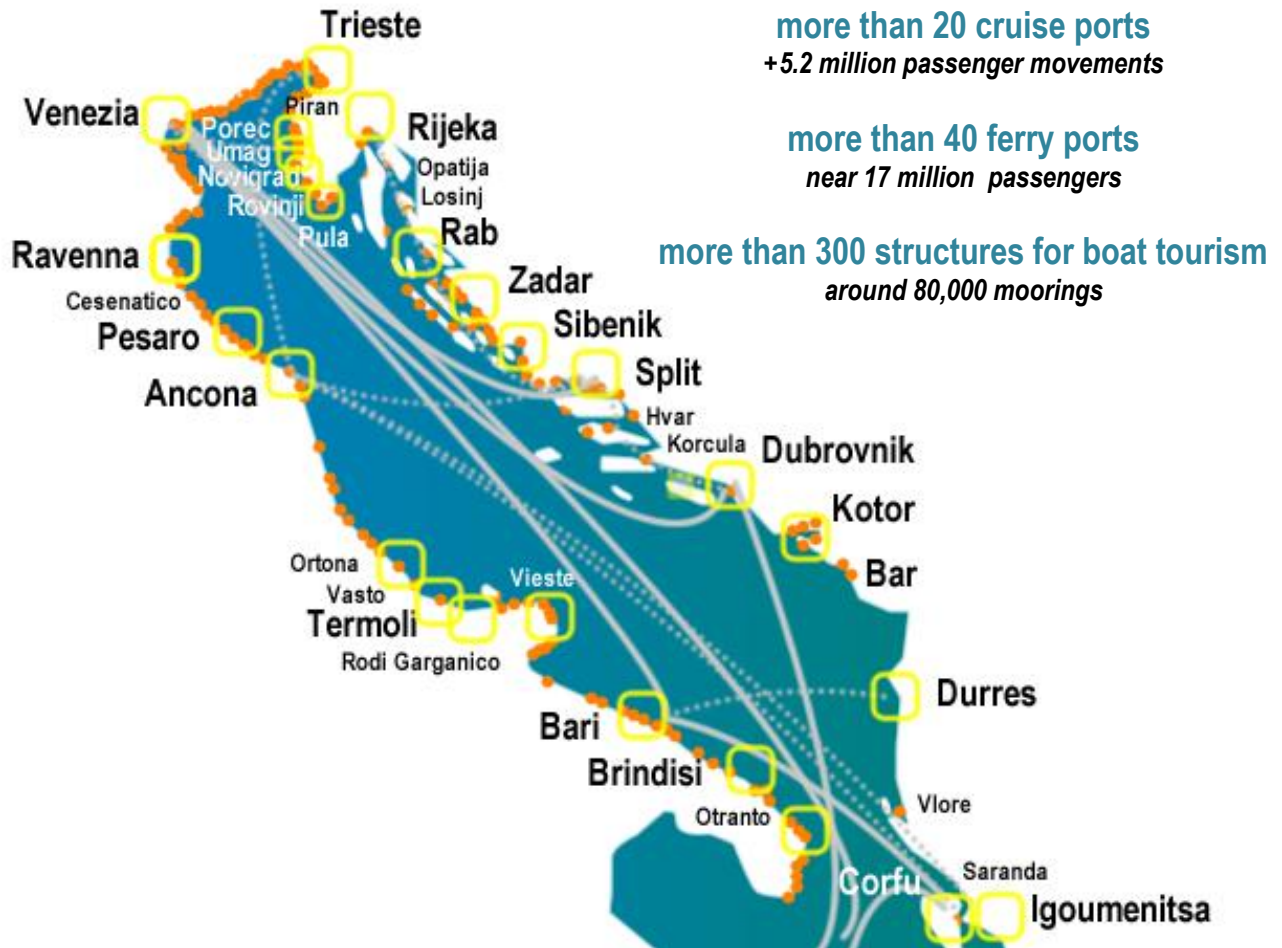 Trieste
more than 20 cruise ports
+5.2 million passenger movements
Venezia
Piran
Porec
Rijeka
Umag
Opatija
Novigrad
Losinj
Rovinji
Pula
Rab
more than 40 ferry ports
near 17 million passengers
more than 300 structures for boat tourism
around 80,000 moorings
Ravenna
Zadar
Cesenatico
Pesaro
Sibenik
Ancona
Split
Hvar
Korcula
Dubrovnik
Kotor
Ortona
Bar
Vieste
Vasto
Termoli
Rodi Garganico
Durres
Bari
Brindisi
Vlore
Otranto
Saranda
Corfu
Igoumenitsa